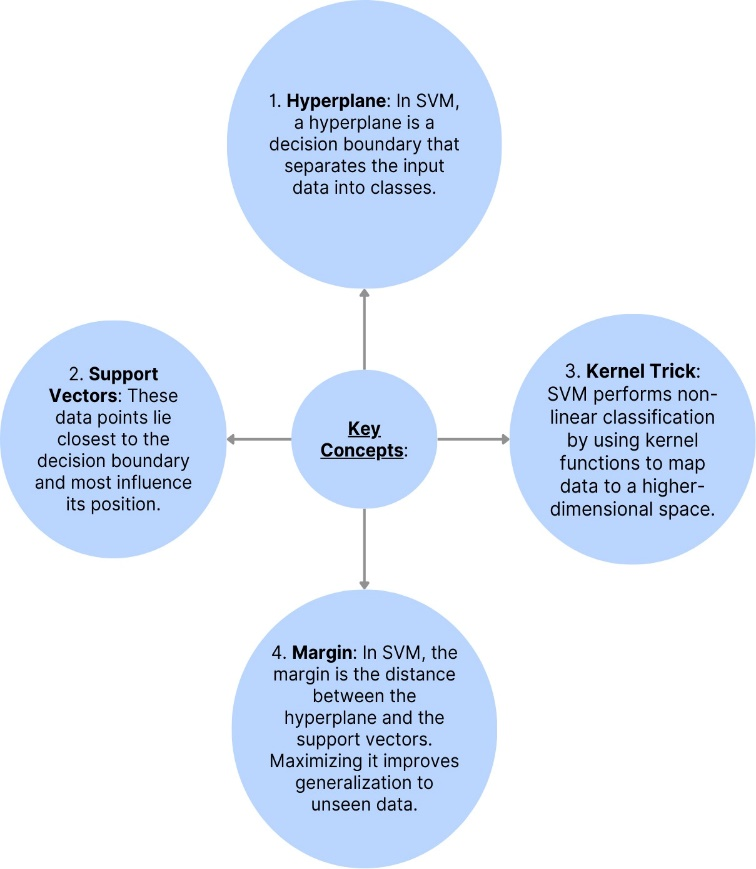 1. Hyperplane: In SVM,
a hyperplane is a
decision boundary that
separates the input
data into classes.
2. Support
Vectors: These
data points lie
closest to the
decision boundary
and most influence
its position.
Key
Concepts:
3. Kernel Trick:
SVM performs non-
linear classification
by using kernel
functions to map
data to a higher-
dimensional space.
4. Margin: In SVM, the
margin is the distance
between the
hyperplane and the
support vectors.
Maximizing it improves
generalization to
unseen data.